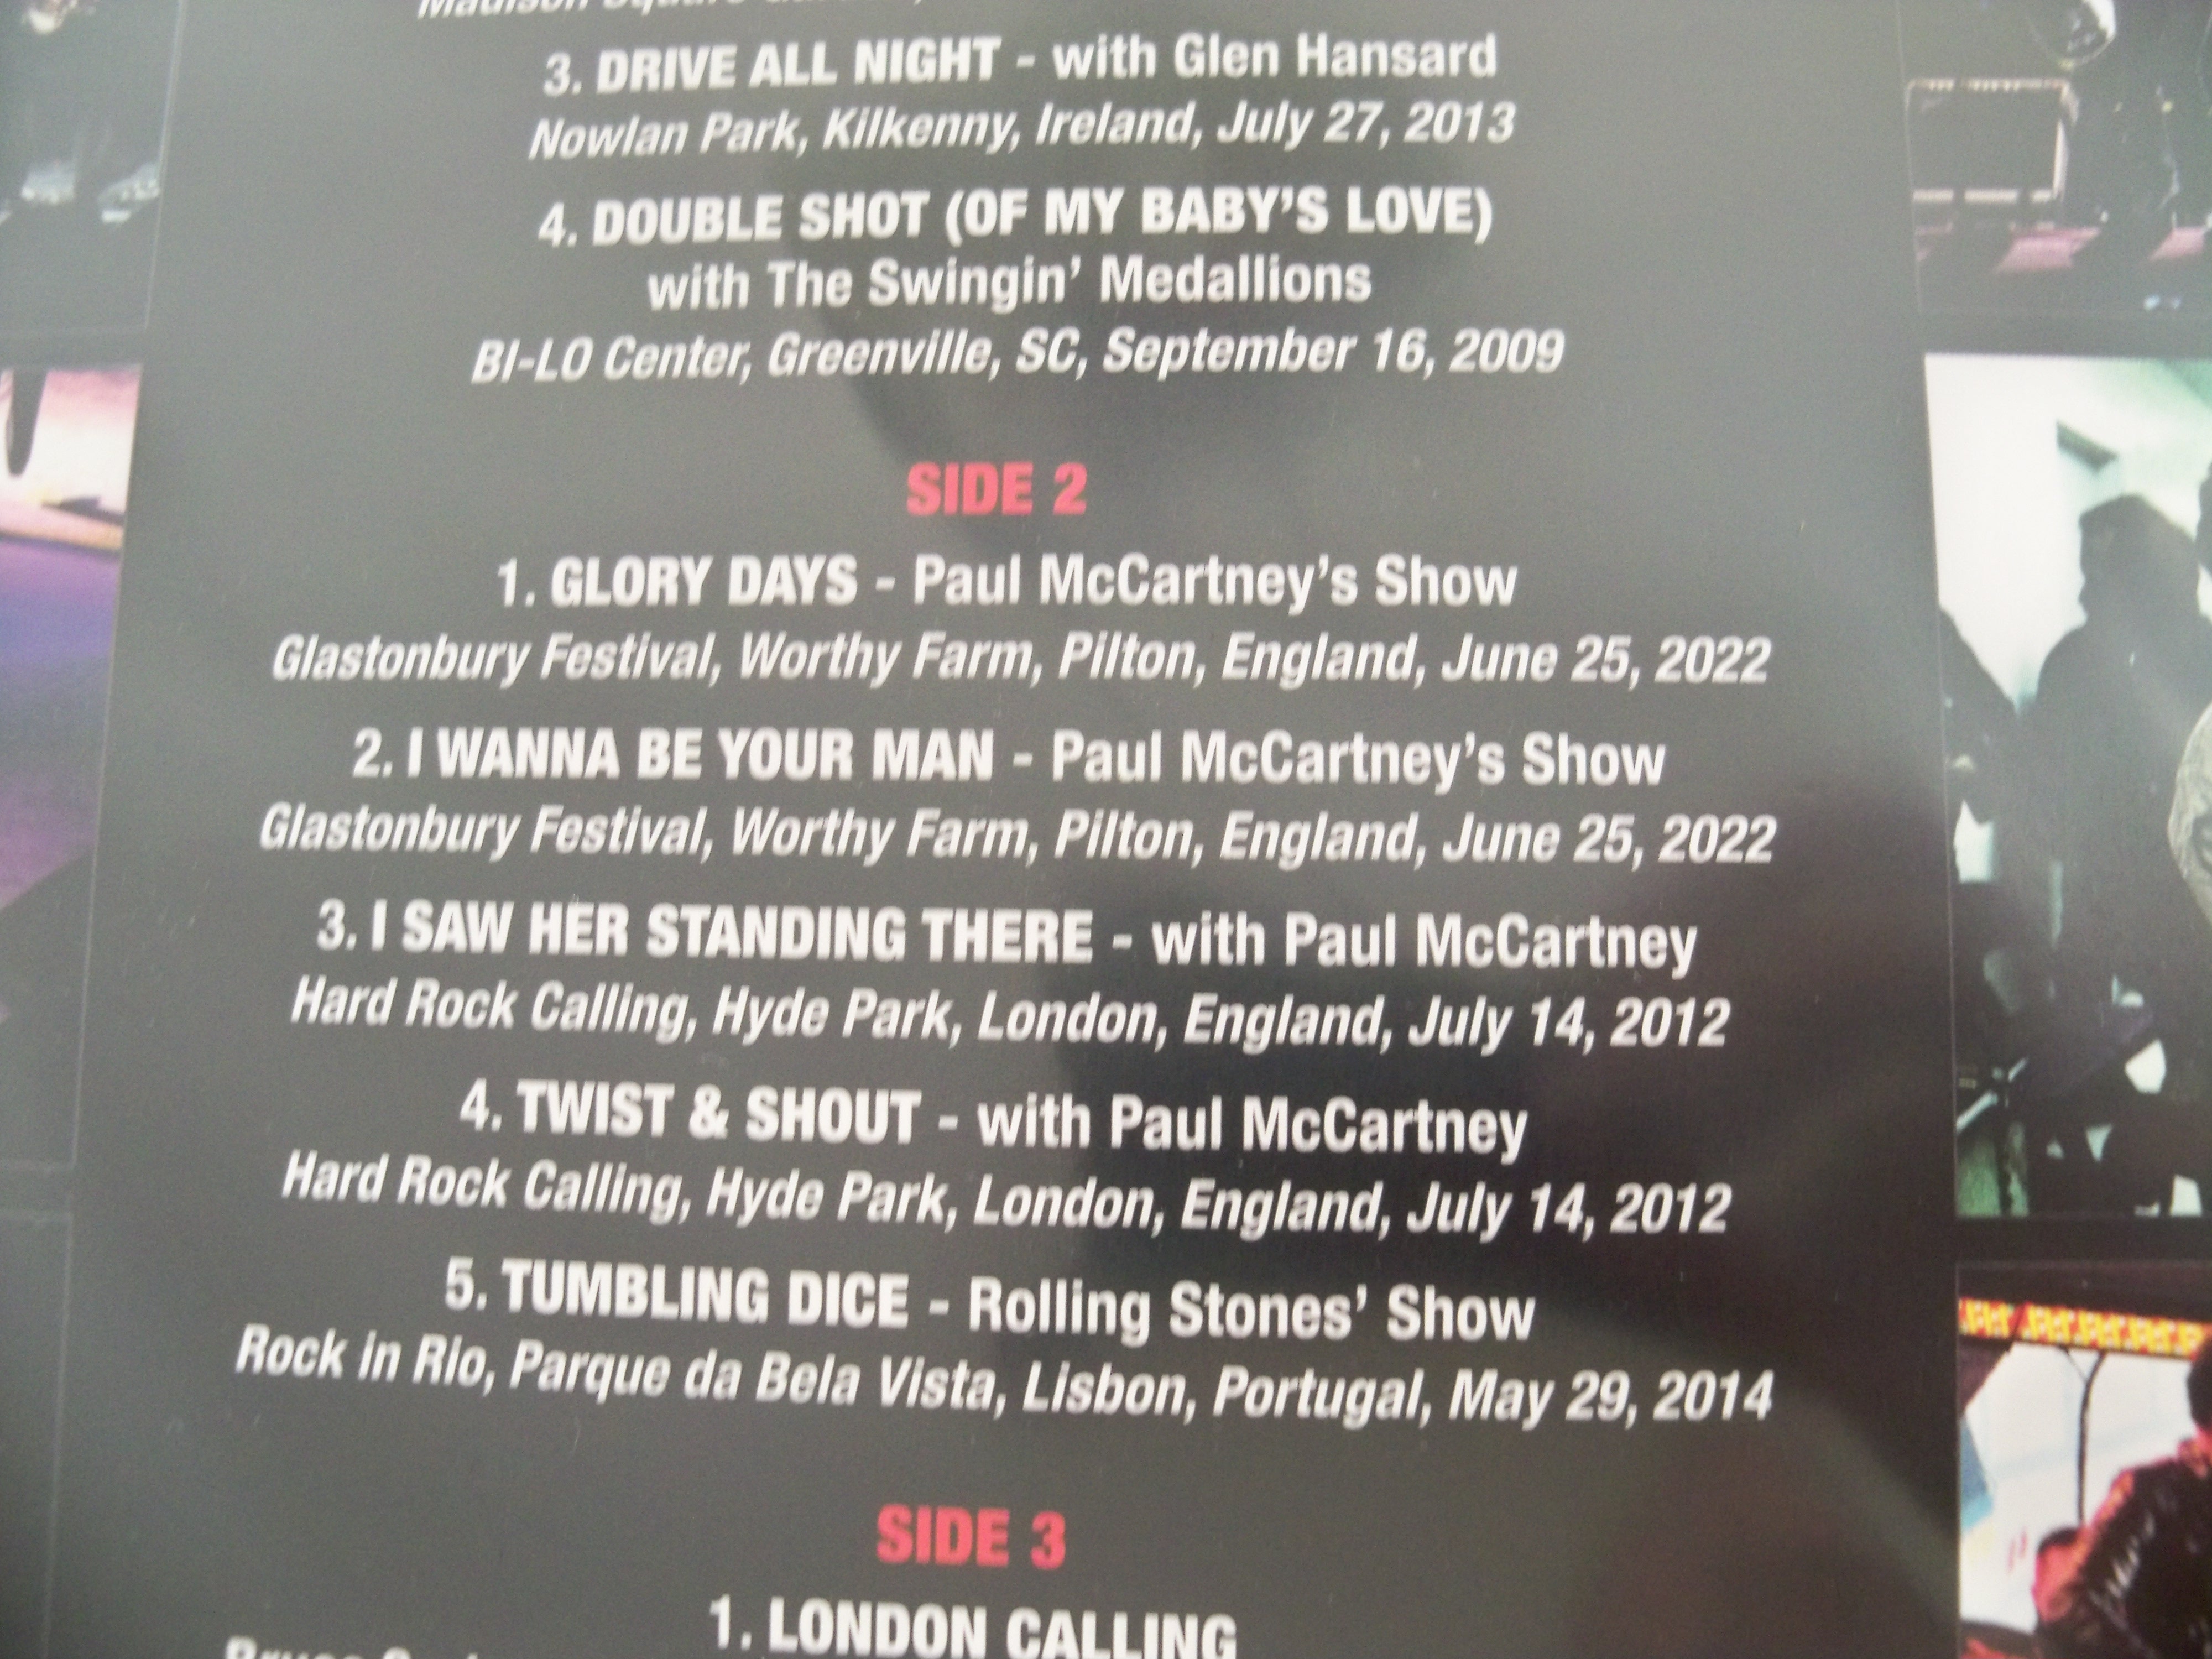 Madison Square
3. DRIVE ALL NIGHT - with Glen Hansard
Nowlan Park, Kilkenny, Ireland, July 27, 2013
4. DOUBLE SHOT (OF MY BABY'S LOVE)
with The Swingin' Medallions
BI-LO Center, Greenville, SC, September 16, 2009
SIDE 2
1. GLORY DAYS - Paul McCartney's Show
Glastonbury Festival, Worthy Farm, Pilton, England, June 25, 2022
2. I WANNA BE YOUR MAN - Paul McCartney's Show
Glastonbury Festival, Worthy Farm, Pilton, England, June 25, 2022
3. I SAW HER STANDING THERE - with Paul McCartney
Hard Rock Calling, Hyde Park, London, England, July 14, 2012
4. TWIST & SHOUT - with Paul McCartney
Hard Rock Calling, Hyde Park, London, England, July 14, 2012
5. TUMBLING DICE - Rolling Stones' Show
Rock in Rio, Parque da Bela Vista, Lisbon, Portugal, May 29, 2014
SIDE 3
1. LONDON CALLING
Bruce